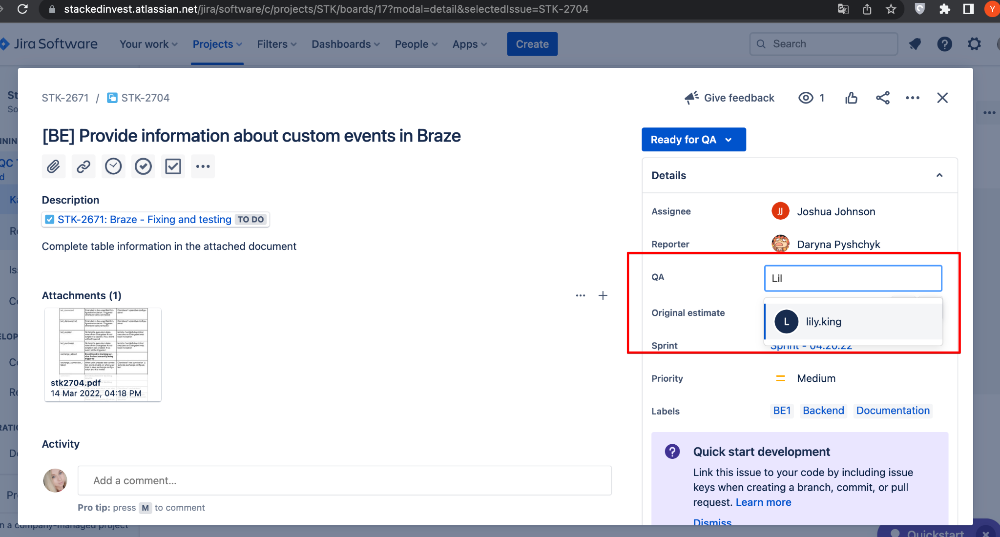 stackedinvest.atlassian.net/jira/software/c/projects/STK/boards/17?modal=detail&selectedIssue=STK-2704
Y
Jira Software
Your work
Projects
Filters
Dashboards
People
Apps
Create
Search
STK-2671 / STK-2704
Give feedback
1
[BE] Provide information about custom events in Braze
Ready for QA
Details
Description
STK-2671: Braze - Fixing and testing TO DO
Complete table information in the attached document
Assignee
JJ Joshua Johnson
Reporter
Daryna Pyshchyk
QA
Lil
L lily.king
Original estimate
Sprint
Sprint - 04.20.22
Priority
Medium
Labels
BE1 Backend Documentation
Attachments (1)
stk2704.pdf
14 Mar 2022, 04:18 PM
Activity
Add a comment...
Pro tip: press M to comment
Quick start development
Link this issue to your code by including issue
keys when creating a branch, commit, or pull
request. Learn more
Dismiss
n a company-managed project
Quickstart